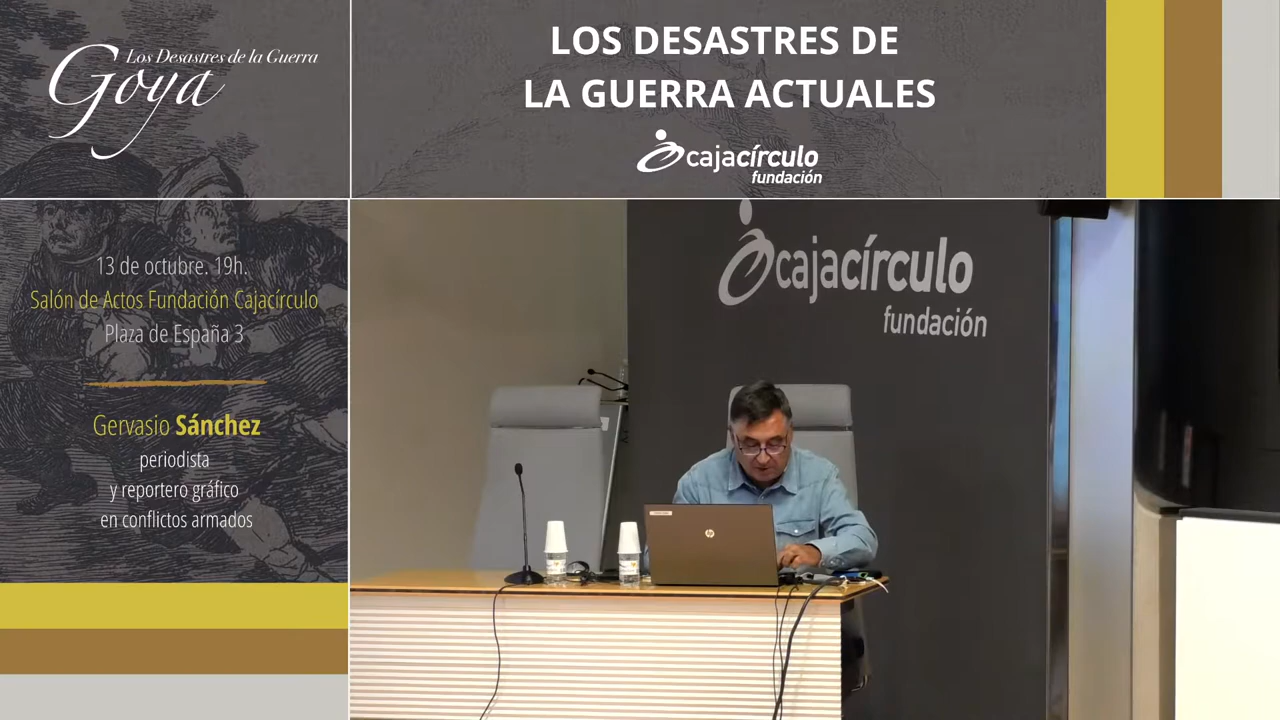 Los Desastres de la Guerra
Goya
LOS DESASTRES DE
LA GUERRA ACTUALES
cajacírculo
fundación
13 de octubre. 19h.
Salón de Actos Fundación Cajacírculo
Plaza de España 3
Gervasio Sánchez
periodista
y reportero gráfico
en conflictos armados
cajacírculo
fundación
hp